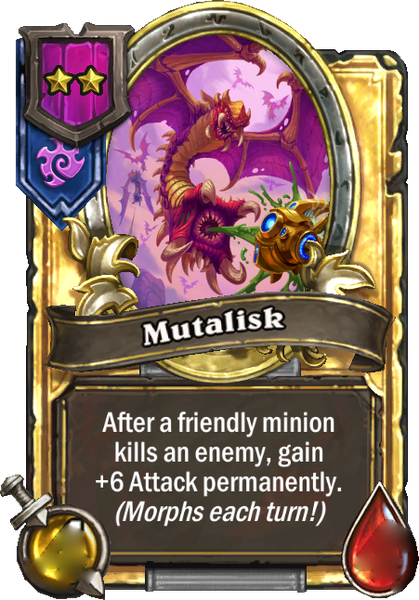 Mutalisk
After a friendly minion
kills an enemy, gain
+6 Attack permanently.
(Morphs each turn!)